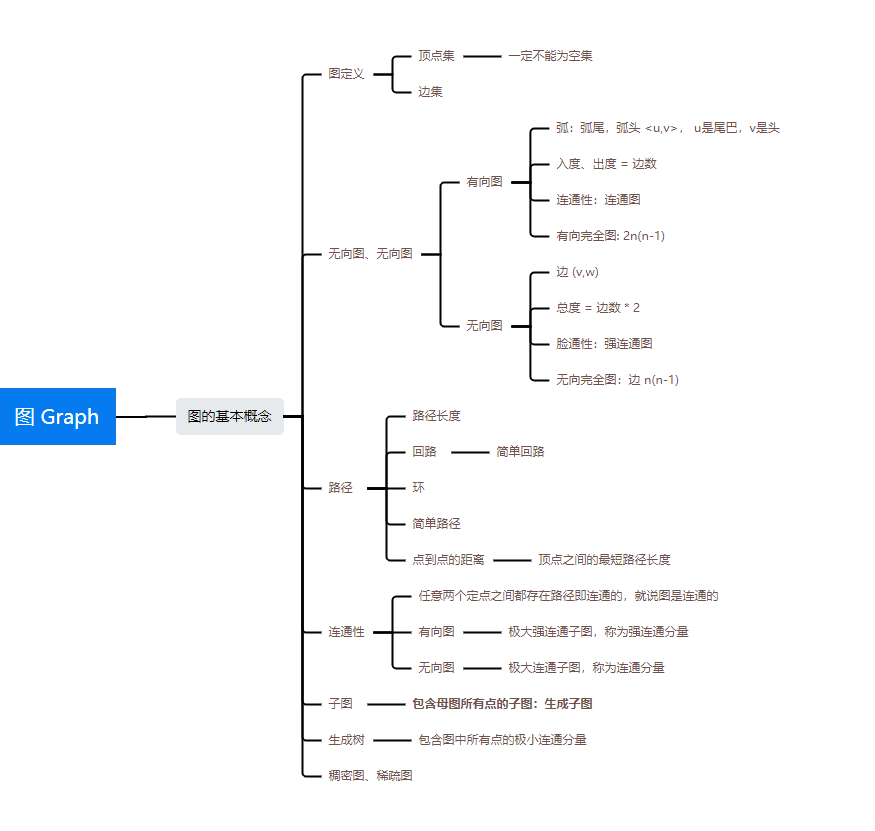 图 Graph
图的基本概念
图定义
顶点集
一定不能为空集
边集
无向图、无向图
有向图
弧：弧尾，弧头 <u,v>， u是尾巴，v是头
入度、出度 = 边数
连通性：连通图
有向完全图: 2n(n-1)
无向图
边 (v,w)
总度 = 边数 * 2
脸通性：强连通图
无向完全图：边 n(n-1)
路径
路径长度
回路
简单回路
环
简单路径
点到点的距离
顶点之间的最短路径长度
连通性
任意两个定点之间都存在路径即连通的，就说图是连通的
有向图
极大强连通子图，称为强连通分量
无向图
极大连通子图，称为连通分量
子图
包含母图所有点的子图：生成子图
生成树
包含图中所有点的极小连通分量
稠密图、稀疏图